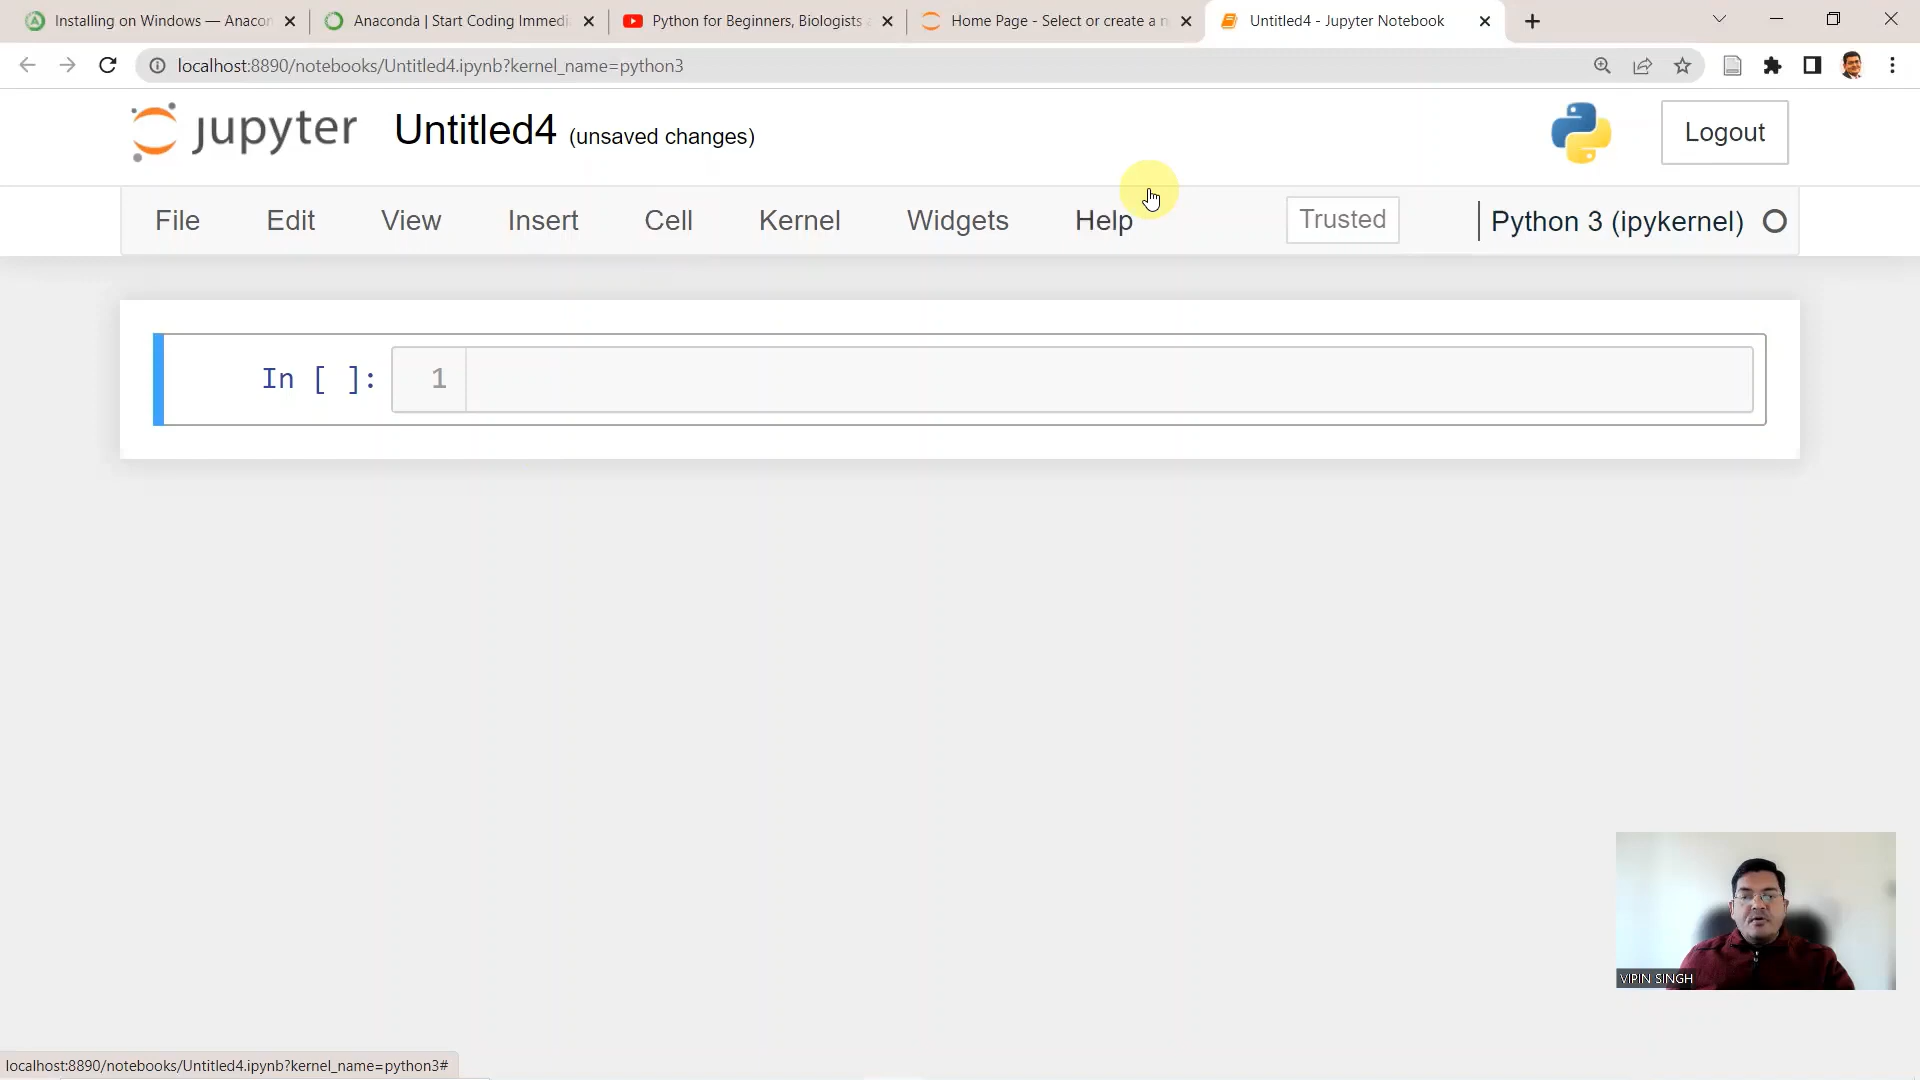 Installing on Windows — Anacon
Anaconda | Start Coding Immedi
Python for Beginners, Biologists a
Home Page - Select or create a n
Untitled4 - Jupyter Notebook
localhost:8890/notebooks/Untitled4.ipynb?kernel_name=python3
jupyter Untitled4 (unsaved changes)
Logout
File Edit View Insert Cell Kernel Widgets Help Trusted Python 3 (ipykernel)
In [ ]: 1
VIPIN SINGH
localhost:8890/notebooks/Untitled4.ipynb?kernel_name=python3#